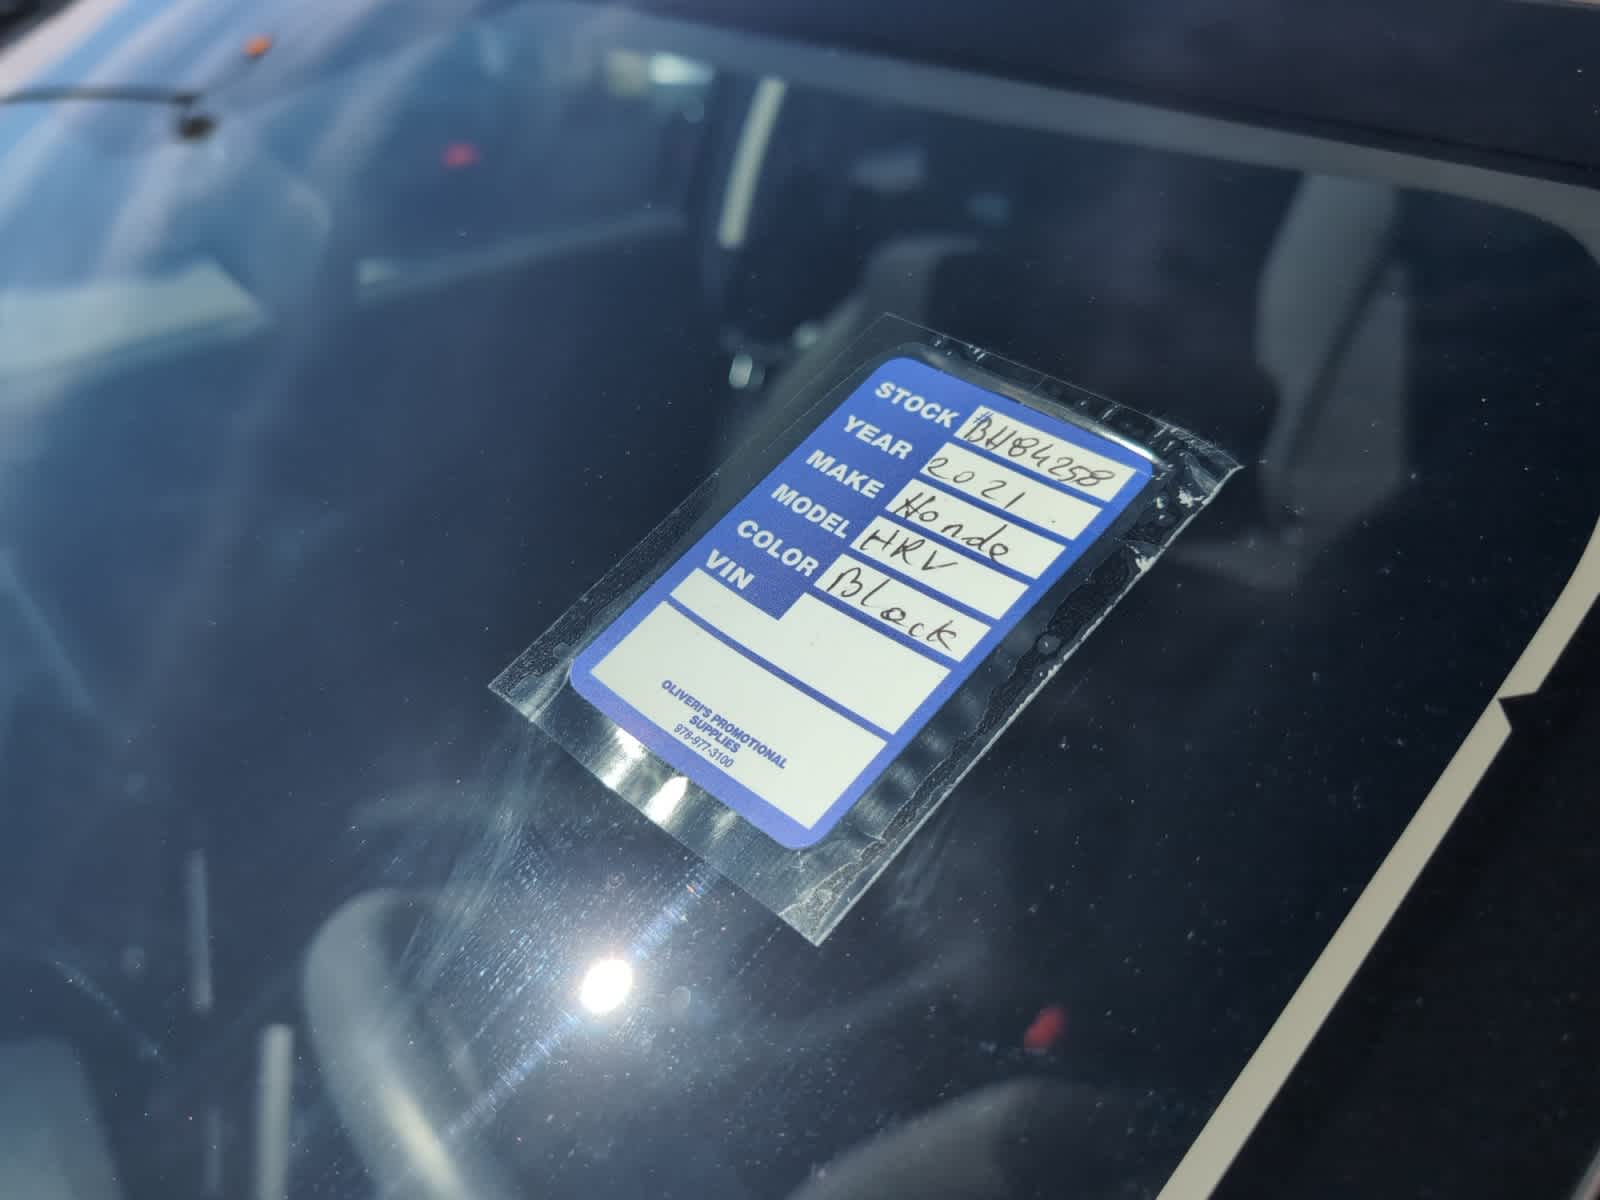 STOCK #BH84258
YEAR 2021
MAKE Honda
MODEL HRV
COLOR Black
VIN
OLIVERI'S PROMOTIONAL
SUPPLIES
978-977-3100